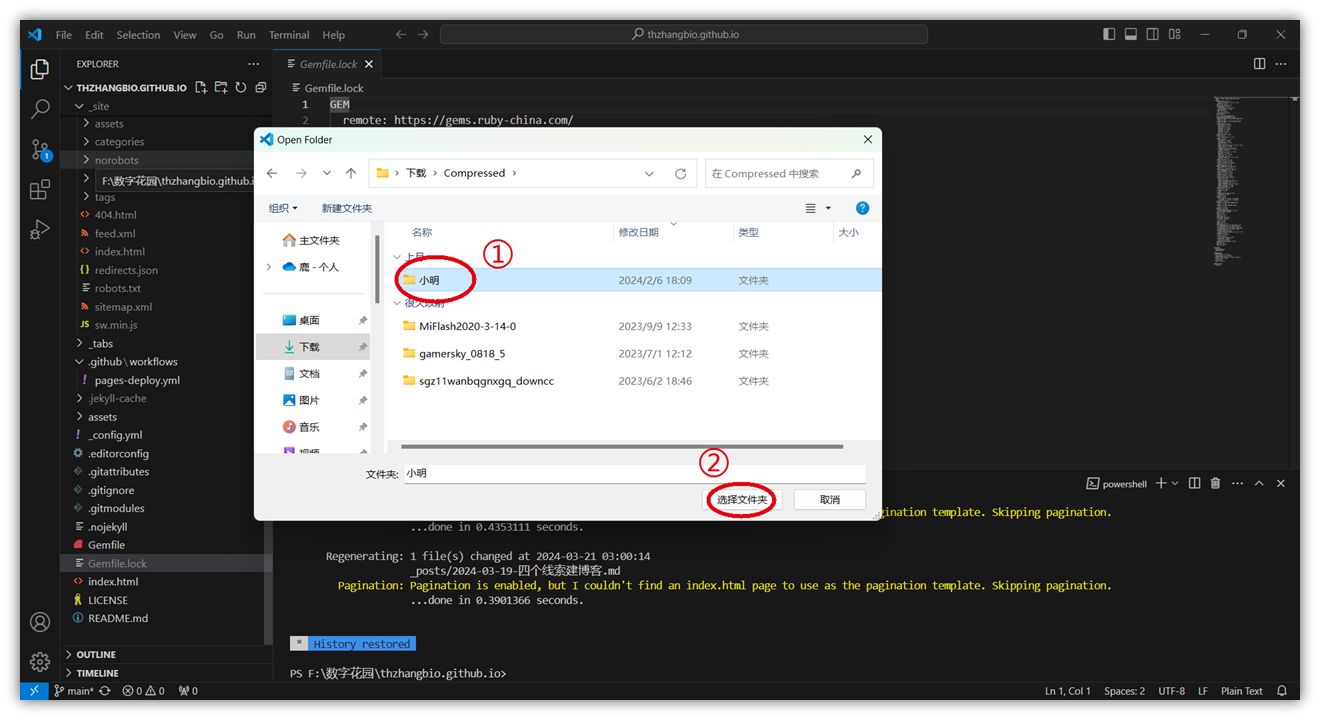 File Edit Selection View Go Run Terminal Help
thzhangbio.github.io
EXPLORER
Gemfile.lock
THZHANGBIO.GITHUB.IO
Gemfile.lock
_site
1 GEM
2 remote: https://gems.ruby-china.com/
assets
categories
norobots
F:\数字花园\thzhangbio.github.i
tags
404.html
feed.xml
index.html
redirects.json
robots.txt
sitemap.xml
JS sw.min.js
_tabs
.github\workflows
! pages-deploy.yml
.jekyll-cache
assets
! _config.yml
.editorconfig
.gitattributes
.gitignore
.gitmodules
.nojekyll
Gemfile
Gemfile.lock
index.html
LICENSE
README.md
OUTLINE
TIMELINE
Open Folder
下载 Compressed
在 Compressed 中搜索
组织 新建文件夹
主文件夹
鹿 - 个人
桌面
下载
文档
图片
音乐
视频
名称 修改日期 类型 大小
上月
①
小明 2024/2/6 18:09 文件夹
很久以前
MiFlash2020-3-14-0 2023/9/9 12:33 文件夹
gamersky_0818_5 2023/7/1 12:12 文件夹
sgz11wanbqgnxgq_downcc 2023/6/2 18:46 文件夹
②
文件夹: 小明
选择文件夹 取消
powershell
gination template. Skipping pagination.
...done in 0.4353111 seconds.
Regenerating: 1 file(s) changed at 2024-03-21 03:00:14
_posts/2024-03-19-四个线索建博客.md
Pagination: Pagination is enabled, but I couldn't find an index.html page to use as the pagination template. Skipping pagination.
...done in 0.3901366 seconds.
* History restored
PS F:\数字花园\thzhangbio.github.io>
main* 0 0 0
Ln 1, Col 1 Spaces: 2 UTF-8 LF Plain Text